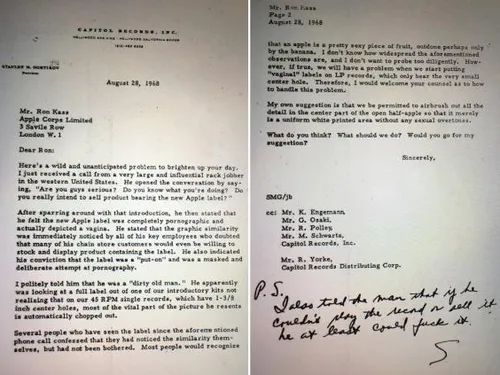 CAPITOL RECORDS, INC.
STANLEY M. GORTIKOV
August 28, 1968
Mr. Ron Kass
Apple Corps Limited
3 Savile Row
London W. 1
Dear Ron:
Here's a wild and unanticipated problem to brighten up your day.
I just received a call from a very large and influential rack jobber
in the western United States. He opened the conversation by say-
ing, "Are you guys serious? Do you know what you're doing? Do
you really intend to sell product bearing the new Apple label?"
After sparring around with that introduction, he then stated that
he felt the new Apple label was completely pornographic and
actually depicted a vagina. He stated that the graphic similarity
was immediately noticed by all of his key employees who doubted
that many of his chain store customers would even be willing to
stock and display product containing the label. He also indicated
his conviction that the label was a "put-on" and was a masked and
deliberate attempt at pornography.
I politely told him that he was a "dirty old man." He apparently
was looking at a full label out of one of our introductory kits not
realizing that on our 45 RPM single records, which have 1-3/8
inch center holes, most of the vital part of the picture he resents
is automatically chopped out.
Several people who have seen the label since the aforementioned
phone call confessed that they had noticed the similarity them-
selves, but had not been bothered. Most people would recognize
Mr. Ron Kass
Page 2
August 28, 1968
that an apple is a pretty sexy piece of fruit, outdone perhaps only
by the banana. I don't know how widespread the aforementioned
observations are, and I don't want to probe too diligently. How-
ever, if true, we will have a problem when we start putting
"vaginal" labels on LP records, which only bear the very small
center hole. Therefore, I would welcome your counsel as to how
to handle this problem.
My own suggestion is that we be permitted to airbrush out all the
detail in the center part of the open half-apple so that it merely
is a uniform white printed area without any sexual overtones.
What do you think? What should we do? Would you go for my
suggestion?
Sincerely,
SMG/jb
cc: Mr. K. Engemann
Mr. G. Osaki,
Mr. R. Polley,
Mr. M. Schwartz,
Capitol Records, Inc.
Mr. R. Yorke,
Capitol Records Distributing Corp.
P.S.
I also told the man that if he
couldn't play the record or sell it
he at least could fuck it.
S